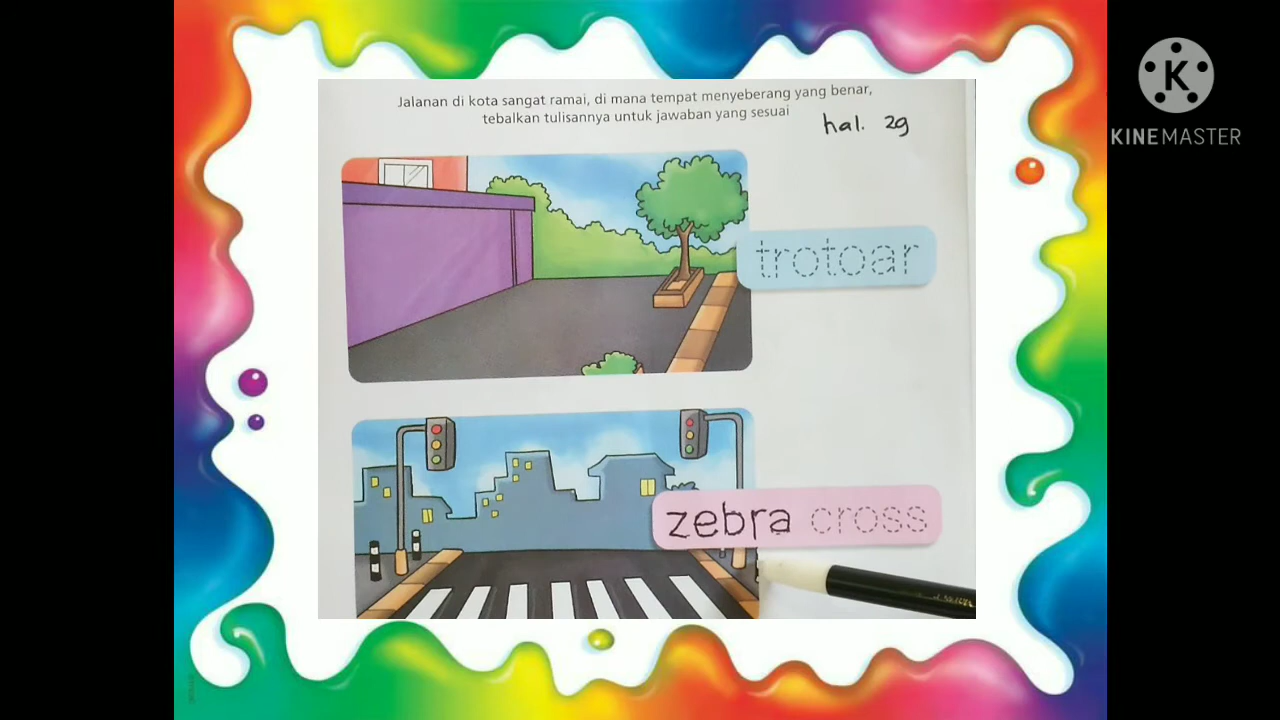 Jalanan di kota sangat ramai, di mana tempat menyeberang yang benar,
tebalkan tulisannya untuk jawaban yang sesuai
hal. 29
trotoar
zebra cross
KINEMASTER